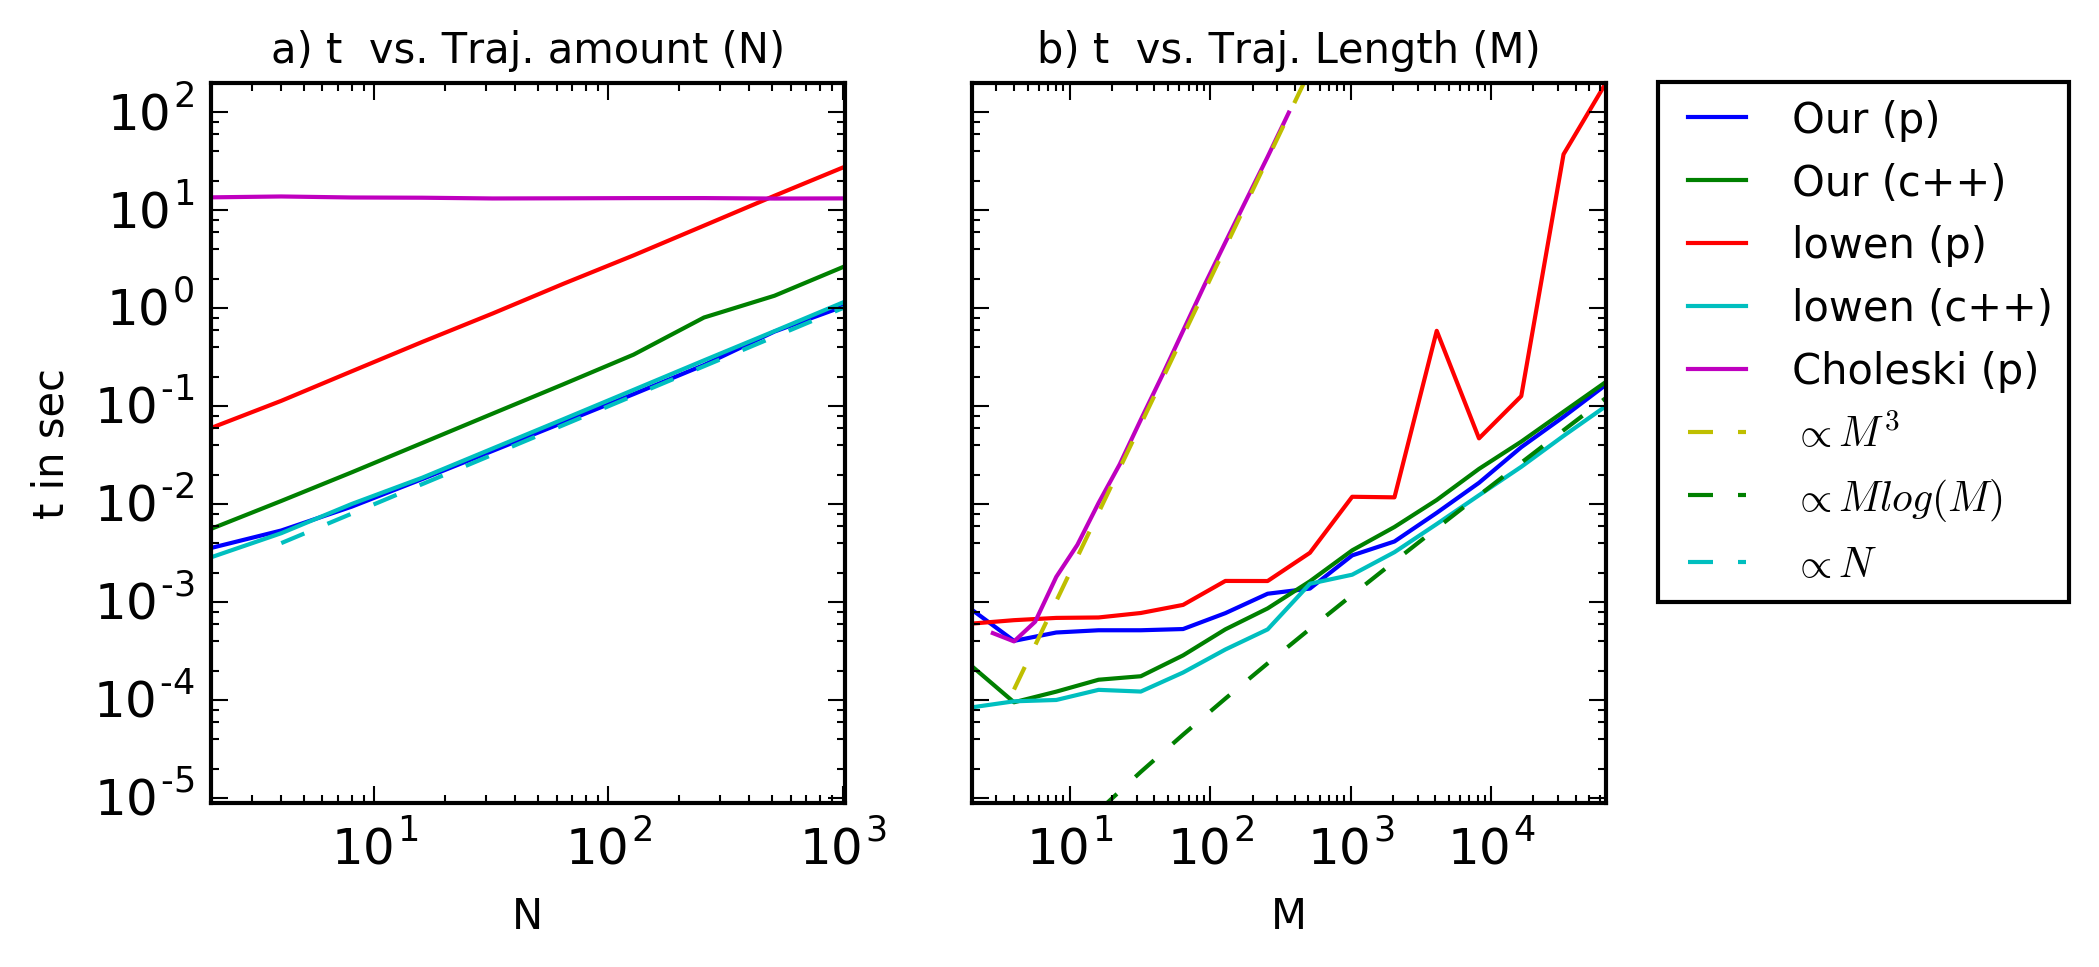 a) t  vs. Traj. amount (N)
b) t  vs. Traj. Length (M)
t in sec
10^2
10^1
10^0
10^-1
10^-2
10^-3
10^-4
10^-5
10^1 10^2 10^3
10^1 10^2 10^3 10^4
N
M
Our (p)
Our (c++)
lowen (p)
lowen (c++)
Choleski (p)
∝ M^3
∝ Mlog(M)
∝ N